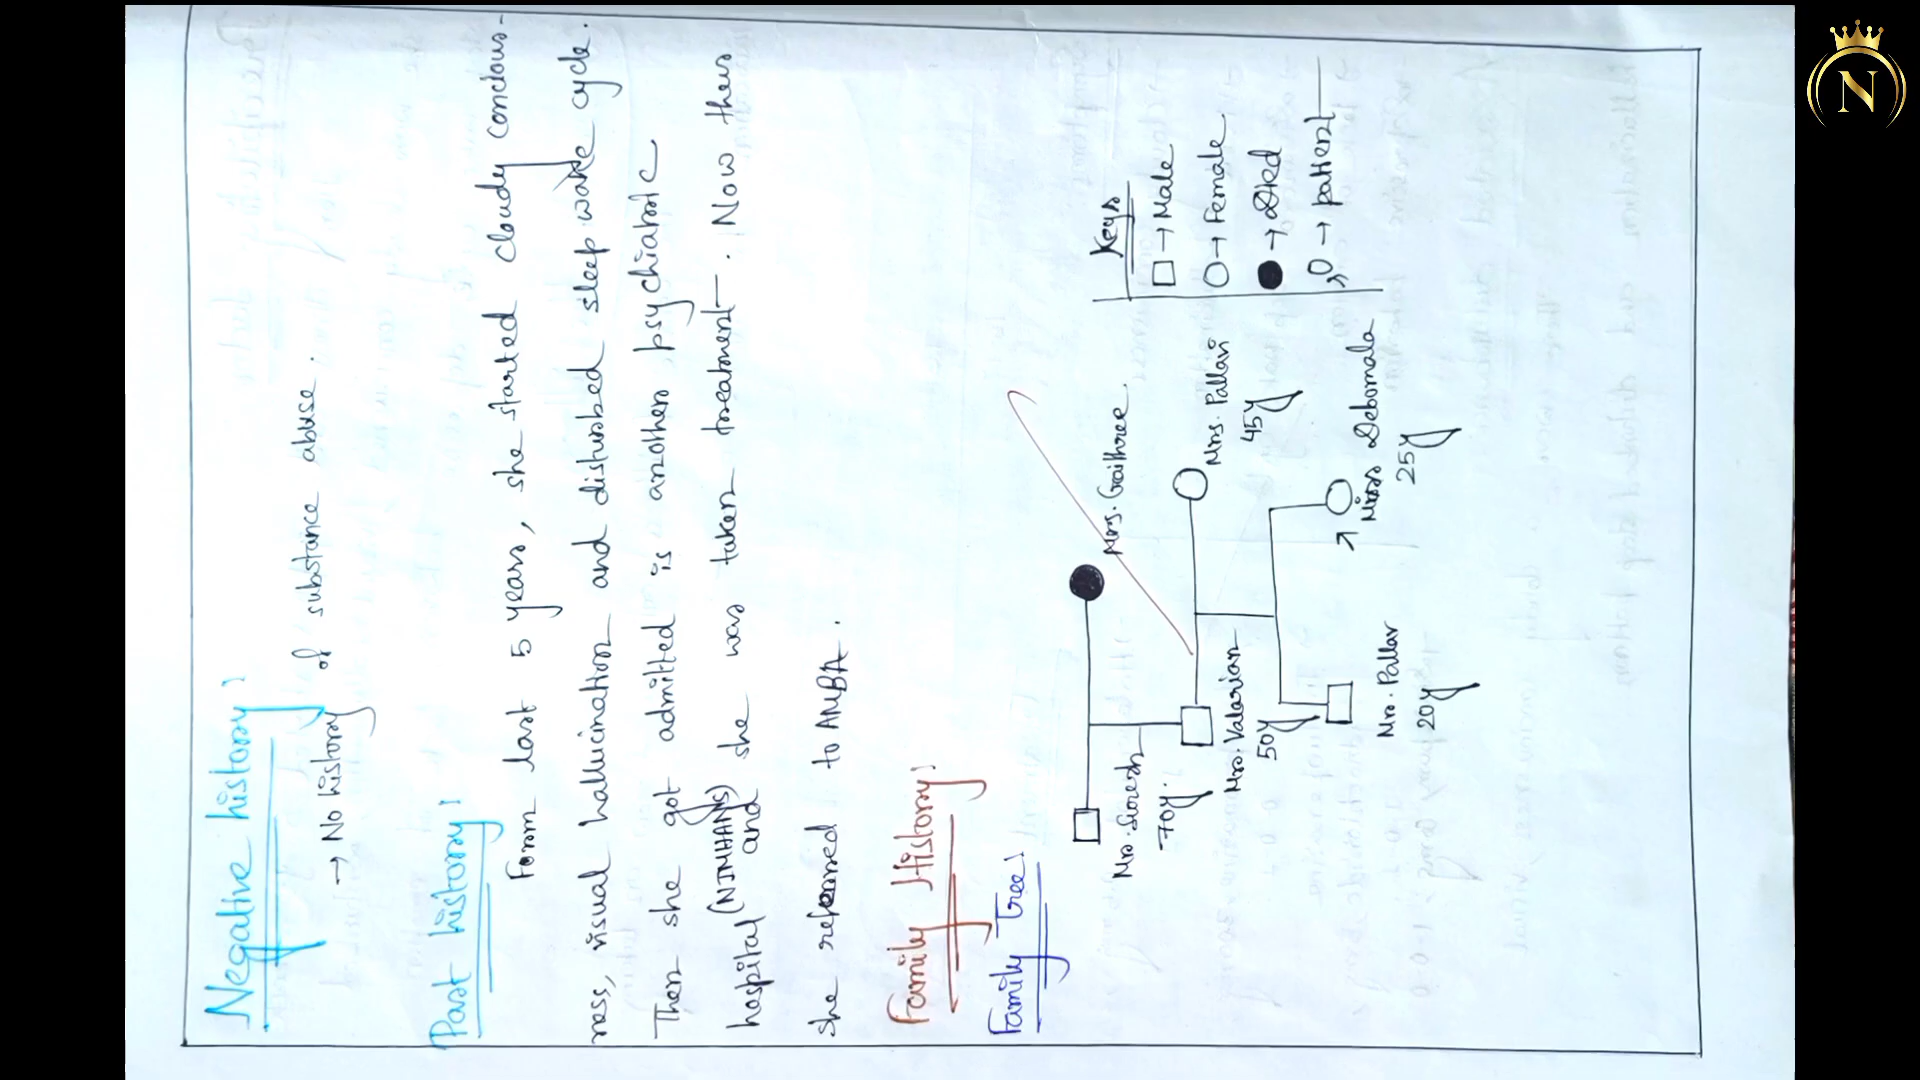 Negative history:
→ No history of substance abuse.
Past history:
From last 5 years, she started cloudy concious-
ness, visual hallucination and disturbed sleep wake cycle.
Then she got admitted is another psychiatric
hospital (NIMHANS) and she was taken treatment. Now then
she referred to AMBA.
Family History:
Family Tree:
Mrs. Gaithree
Mr. Suresh
70y.
Mrs. Pallavi
45y
Mr. Valarian
50y
Miss Debomala
25y
Mr. Pallar
20y
Keys
□ → Male
○ → Female
● → Died
↗○ → patient
N